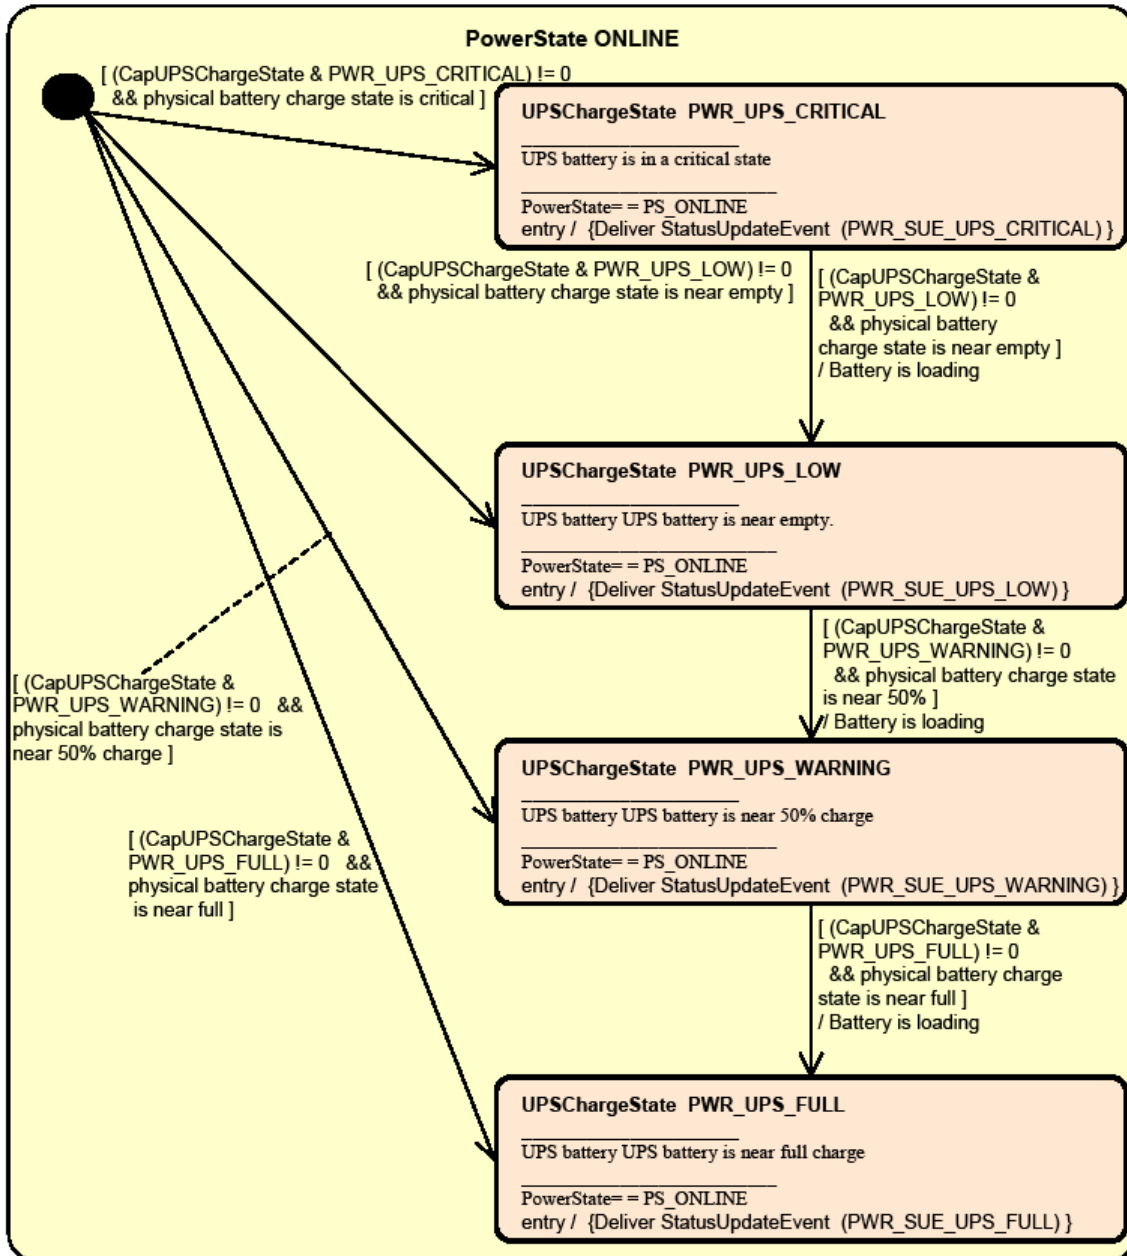 PowerState ONLINE
[ (CapUPSChargeState & PWR_UPS_CRITICAL) != 0
&& physical battery charge state is critical ]
UPSChargeState PWR_UPS_CRITICAL
UPS battery is in a critical state
PowerState= = PS_ONLINE
entry / {Deliver StatusUpdateEvent (PWR_SUE_UPS_CRITICAL) }
[ (CapUPSChargeState & PWR_UPS_LOW) != 0
&& physical battery charge state is near empty ]
[ (CapUPSChargeState &
PWR_UPS_LOW) != 0
&& physical battery
charge state is near empty ]
/ Battery is loading
UPSChargeState PWR_UPS_LOW
UPS battery UPS battery is near empty.
PowerState= = PS_ONLINE
entry / {Deliver StatusUpdateEvent (PWR_SUE_UPS_LOW) }
[ (CapUPSChargeState &
PWR_UPS_WARNING) != 0
&& physical battery charge state
is near 50% ]
/ Battery is loading
[ (CapUPSChargeState &
PWR_UPS_WARNING) != 0 &&
physical battery charge state is
near 50% charge ]
UPSChargeState PWR_UPS_WARNING
UPS battery UPS battery is near 50% charge
PowerState= = PS_ONLINE
entry / {Deliver StatusUpdateEvent (PWR_SUE_UPS_WARNING) }
[ (CapUPSChargeState &
PWR_UPS_FULL) != 0 &&
physical battery charge state
is near full ]
[ (CapUPSChargeState &
PWR_UPS_FULL) != 0
&& physical battery charge
state is near full ]
/ Battery is loading
UPSChargeState PWR_UPS_FULL
UPS battery UPS battery is near full charge
PowerState= = PS_ONLINE
entry / {Deliver StatusUpdateEvent (PWR_SUE_UPS_FULL) }